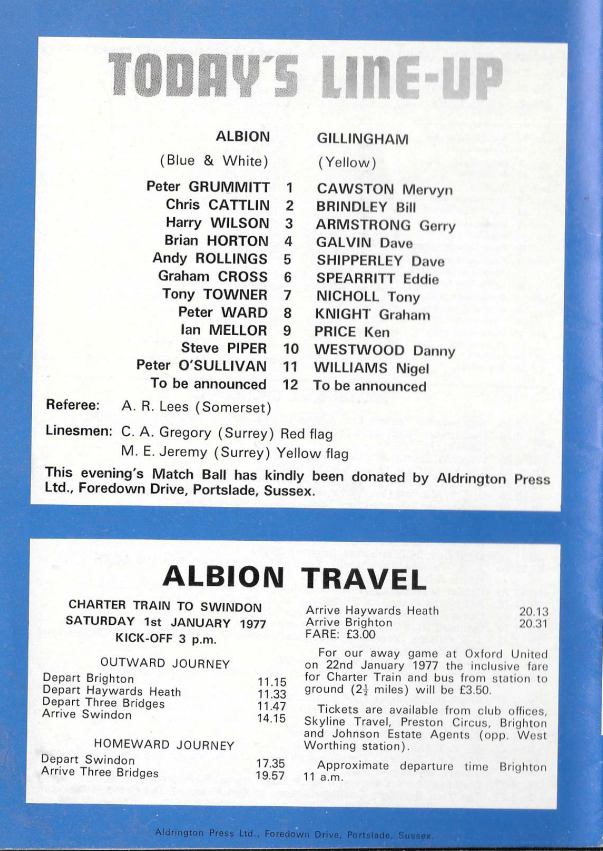 TODAY'S LINE-UP
ALBION GILLINGHAM
(Blue & White) (Yellow)
Peter GRUMMITT 1 CAWSTON Mervyn
Chris CATTLIN 2 BRINDLEY Bill
Harry WILSON 3 ARMSTRONG Gerry
Brian HORTON 4 GALVIN Dave
Andy ROLLINGS 5 SHIPPERLEY Dave
Graham CROSS 6 SPEARRITT Eddie
Tony TOWNER 7 NICHOLL Tony
Peter WARD 8 KNIGHT Graham
Ian MELLOR 9 PRICE Ken
Steve PIPER 10 WESTWOOD Danny
Peter O'SULLIVAN 11 WILLIAMS Nigel
To be announced 12 To be announced
Referee: A. R. Lees (Somerset)
Linesmen: C. A. Gregory (Surrey) Red flag
M. E. Jeremy (Surrey) Yellow flag
This evening's Match Ball has kindly been donated by Aldrington Press
Ltd., Foredown Drive, Portslade, Sussex.
ALBION TRAVEL
CHARTER TRAIN TO SWINDON
SATURDAY 1st JANUARY 1977
KICK-OFF 3 p.m.
OUTWARD JOURNEY
Depart Brighton 11.15
Depart Haywards Heath 11.33
Depart Three Bridges 11.47
Arrive Swindon 14.15
HOMEWARD JOURNEY
Depart Swindon 17.35
Arrive Three Bridges 19.57
Arrive Haywards Heath 20.13
Arrive Brighton 20.31
FARE: £3.00
For our away game at Oxford United
on 22nd January 1977 the inclusive fare
for Charter Train and bus from station to
ground (2½ miles) will be £3.50.
Tickets are available from club offices,
Skyline Travel, Preston Circus, Brighton
and Johnson Estate Agents (opp. West
Worthing station).
Approximate departure time Brighton
11 a.m.
Aldrington Press Ltd., Foredown Drive, Portslade, Sussex.